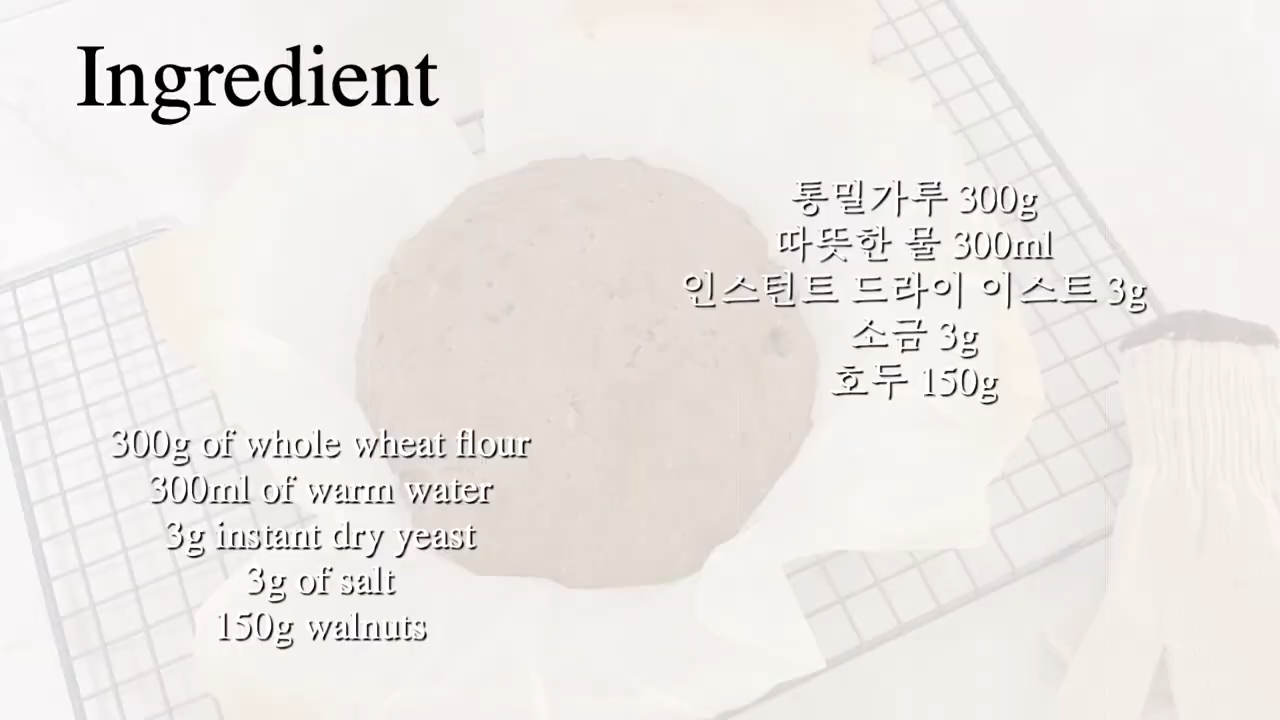 Ingredient
통밀가루 300g
따뜻한 물 300ml
인스턴트 드라이 이스트 3g
소금 3g
호두 150g
300g of whole wheat flour
300ml of warm water
3g instant dry yeast
3g of salt
150g walnuts